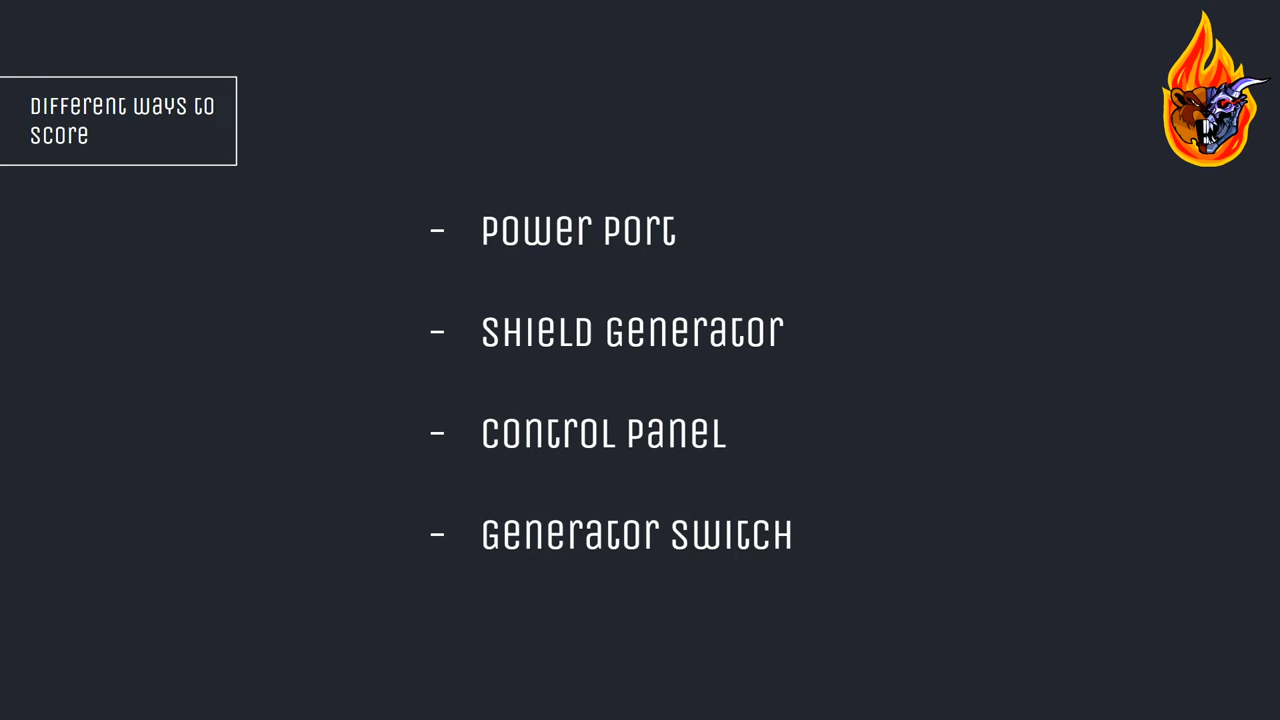 Different ways to
score
- Power Port
- Shield Generator
- Control Panel
- Generator Switch